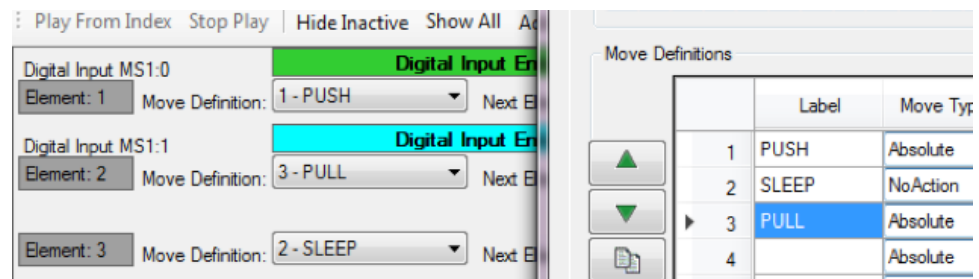 Play From Index Stop Play Hide Inactive Show All
Digital Input MS1:0
Digital Input
Element: 1 Move Definition: 1 - PUSH Next
Digital Input MS1:1
Digital Input
Element: 2 Move Definition: 3 - PULL Next
Element: 3 Move Definition: 2 - SLEEP Next
Move Definitions
Label Move
1 PUSH Absolute
2 SLEEP NoAction
3 PULL Absolute
4 Absolute